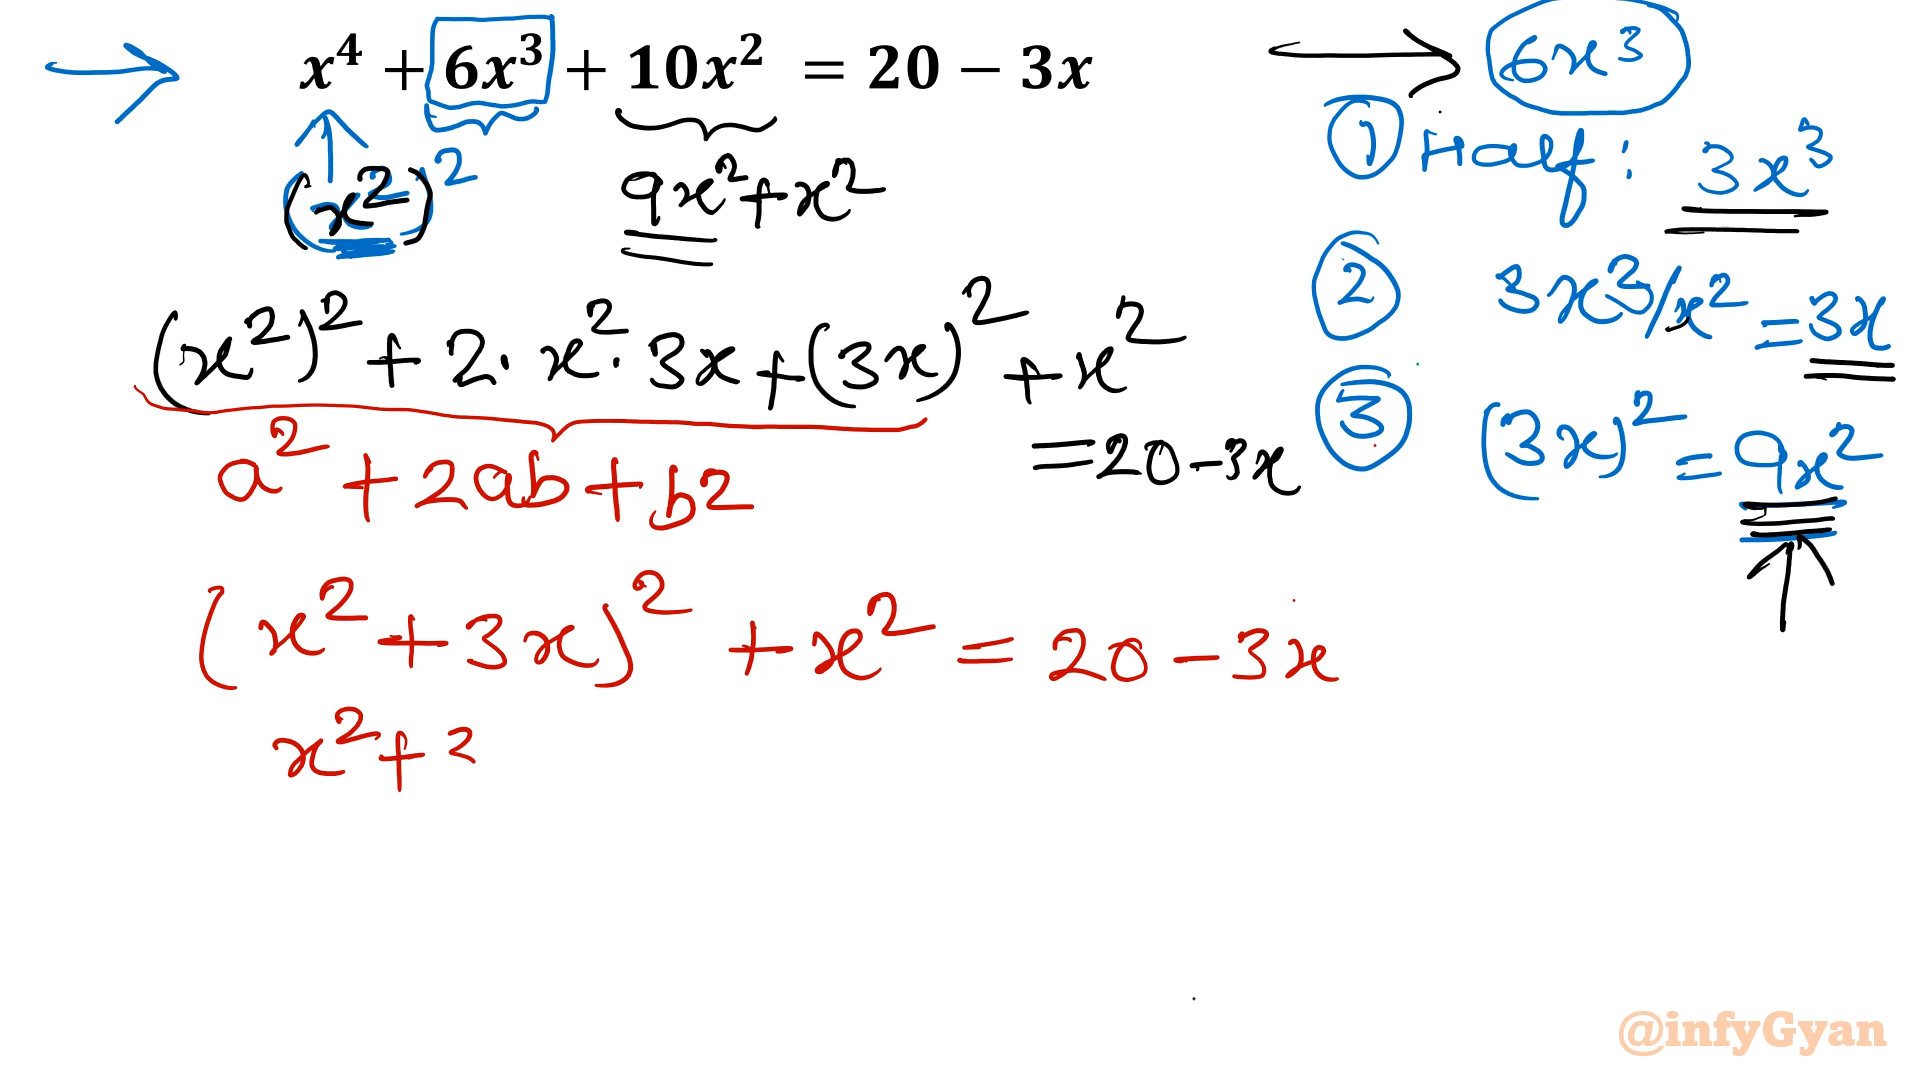 x⁴ + 6x³ + 10x² = 20 − 3x
(x²)²
9x² + x²
(x²)² + 2 · x² · 3x + (3x)² + x²
= 20 − 3x
a² + 2ab + b2
(x² + 3x)² + x² = 20 − 3x
x² + 3
6x³
① Half : 3x³
② 3x³/x² = 3x
③ (3x)² = 9x²
@infyGyan